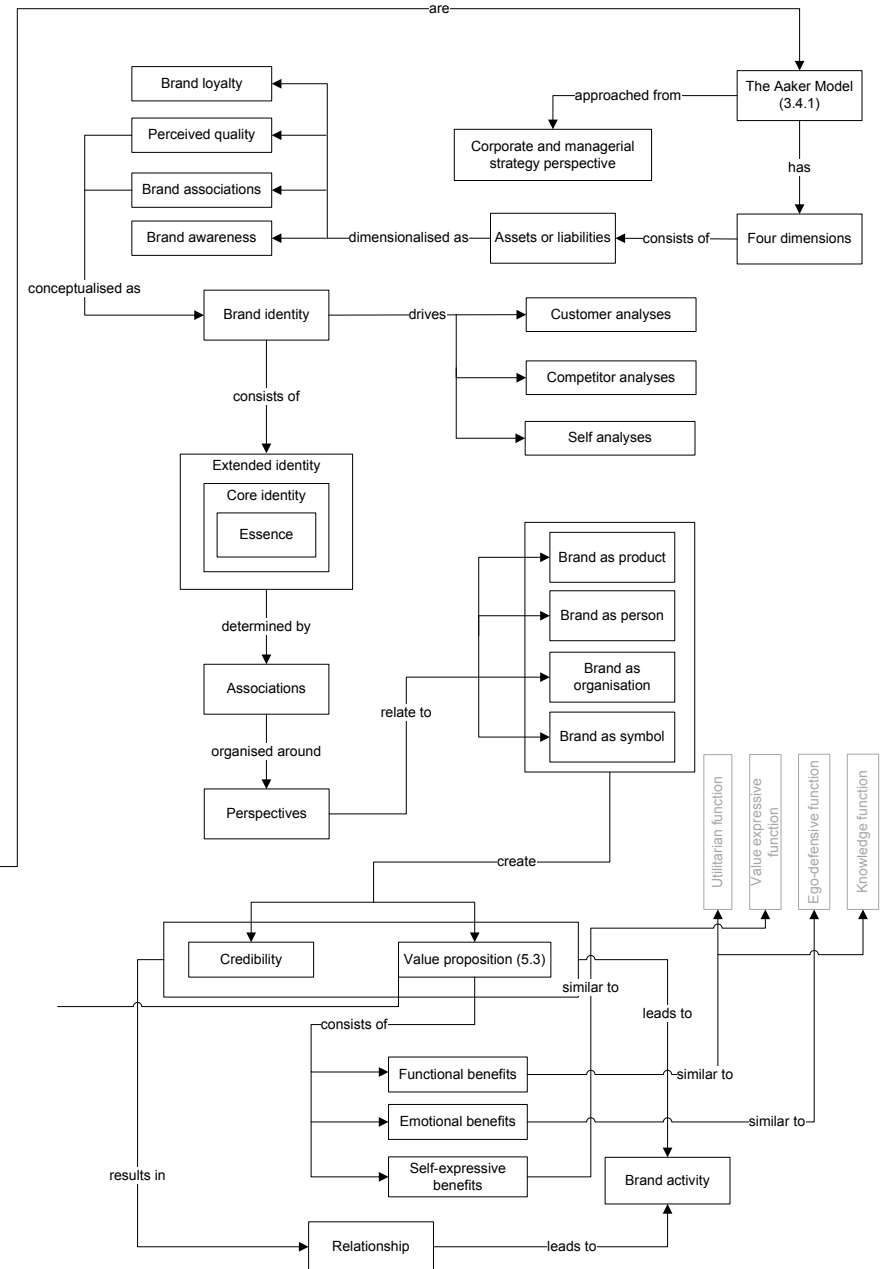 are
Brand loyalty
The Aaker Model
(3.4.1)
approached from
Perceived quality
Corporate and managerial
strategy perspective
has
Brand associations
Brand awareness
dimensionalised as
Assets or liabilities
consists of
Four dimensions
conceptualised as
Brand identity
drives
Customer analyses
Competitor analyses
Self analyses
consists of
Extended identity
Core identity
Essence
determined by
Associations
organised around
Perspectives
relate to
Brand as product
Brand as person
Brand as
organisation
Brand as symbol
Utilitarian function
Value expressive
function
Ego-defensive function
Knowledge function
create
Credibility
Value proposition (5.3)
similar to
leads to
consists of
Functional benefits
similar to
Emotional benefits
similar to
Self-expressive
benefits
results in
Brand activity
Relationship
leads to